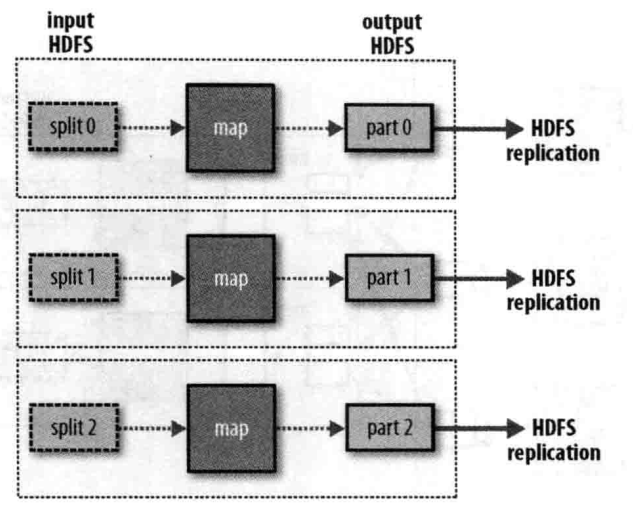 input
HDFS
output
HDFS
split 0
map
part 0
HDFS
replication
split 1
map
part 1
HDFS
replication
split 2
map
part 2
HDFS
replication